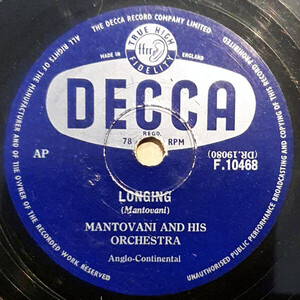 THE DECCA RECORD COMPANY LIMITED
ALL RIGHTS OF THE MANUFACTURER AND OF THE OWNER OF THE RECORDED WORK RESERVED
UNAUTHORISED PUBLIC PERFORMANCE BROADCASTING AND COPYING OF THIS RECORD PROHIBITED
TRUE HIGH
ffrr
FIDELITY
MADE IN ENGLAND
DECCA
REGD.
78 RPM
AP
(DR.19080)
F.10468
LONGING
(Mantovani)
MANTOVANI AND HIS
ORCHESTRA
Anglo-Continental